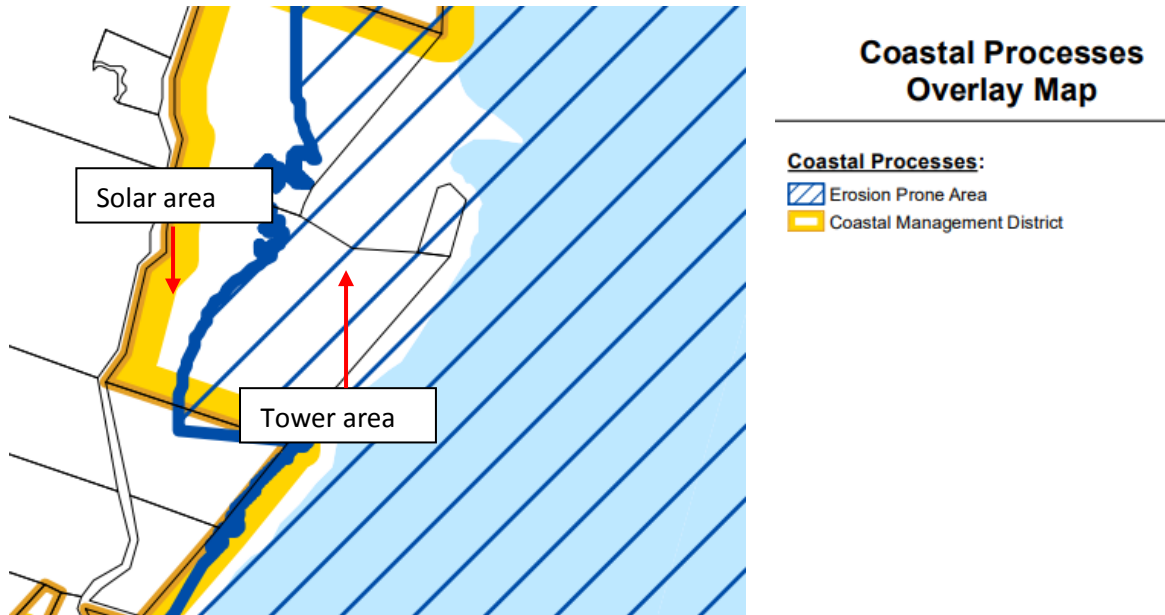 Coastal Processes
Overlay Map
Coastal Processes:
Erosion Prone Area
Coastal Management District
Solar area
Tower area